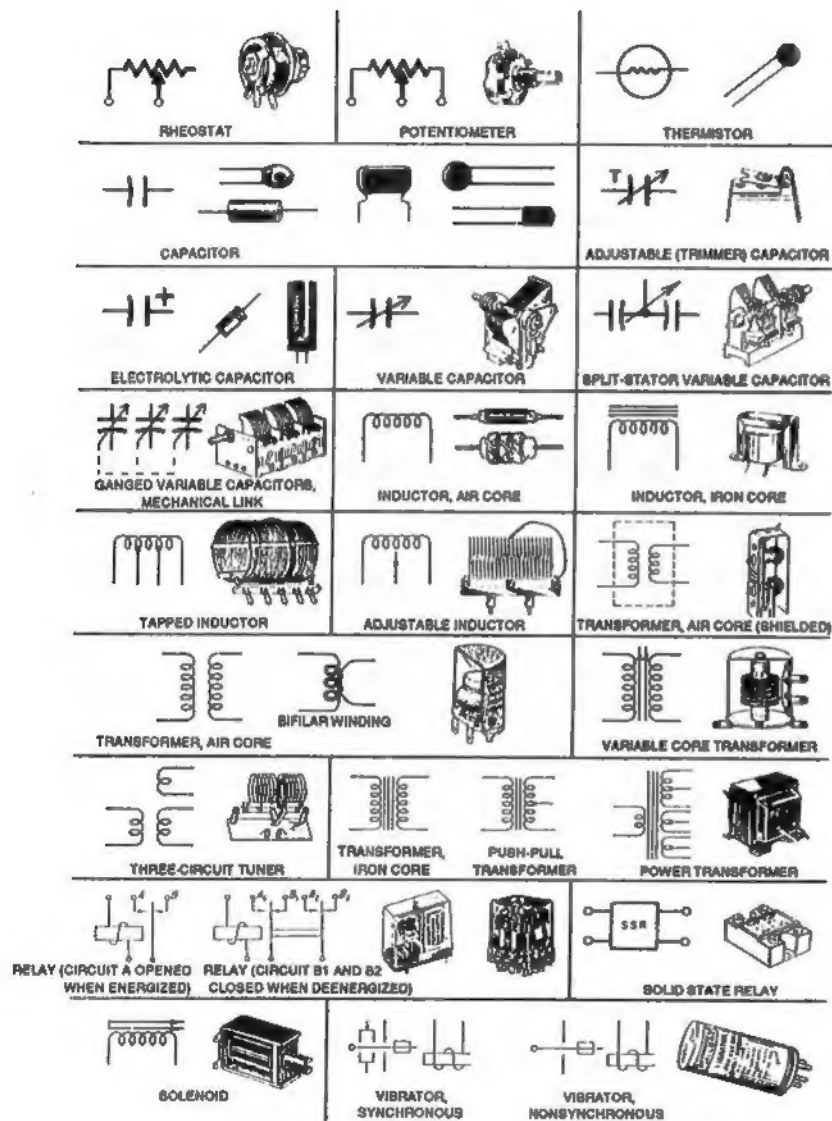 RHEOSTAT
POTENTIOMETER
THERMISTOR
CAPACITOR
T
ADJUSTABLE (TRIMMER) CAPACITOR
+
ELECTROLYTIC CAPACITOR
VARIABLE CAPACITOR
SPLIT-STATOR VARIABLE CAPACITOR
GANGED VARIABLE CAPACITORS,
MECHANICAL LINK
INDUCTOR, AIR CORE
INDUCTOR, IRON CORE
TAPPED INDUCTOR
ADJUSTABLE INDUCTOR
TRANSFORMER, AIR CORE (SHIELDED)
TRANSFORMER, AIR CORE
BIFILAR WINDING
VARIABLE CORE TRANSFORMER
THREE-CIRCUIT TUNER
TRANSFORMER,
IRON CORE
PUSH-PULL
TRANSFORMER
POWER TRANSFORMER
A B
RELAY (CIRCUIT A OPENED
WHEN ENERGIZED)
RELAY (CIRCUIT B1 AND B2
CLOSED WHEN DEENERGIZED)
SSR
SOLID STATE RELAY
SOLENOID
VIBRATOR,
SYNCHRONOUS
VIBRATOR,
NONSYNCHRONOUS